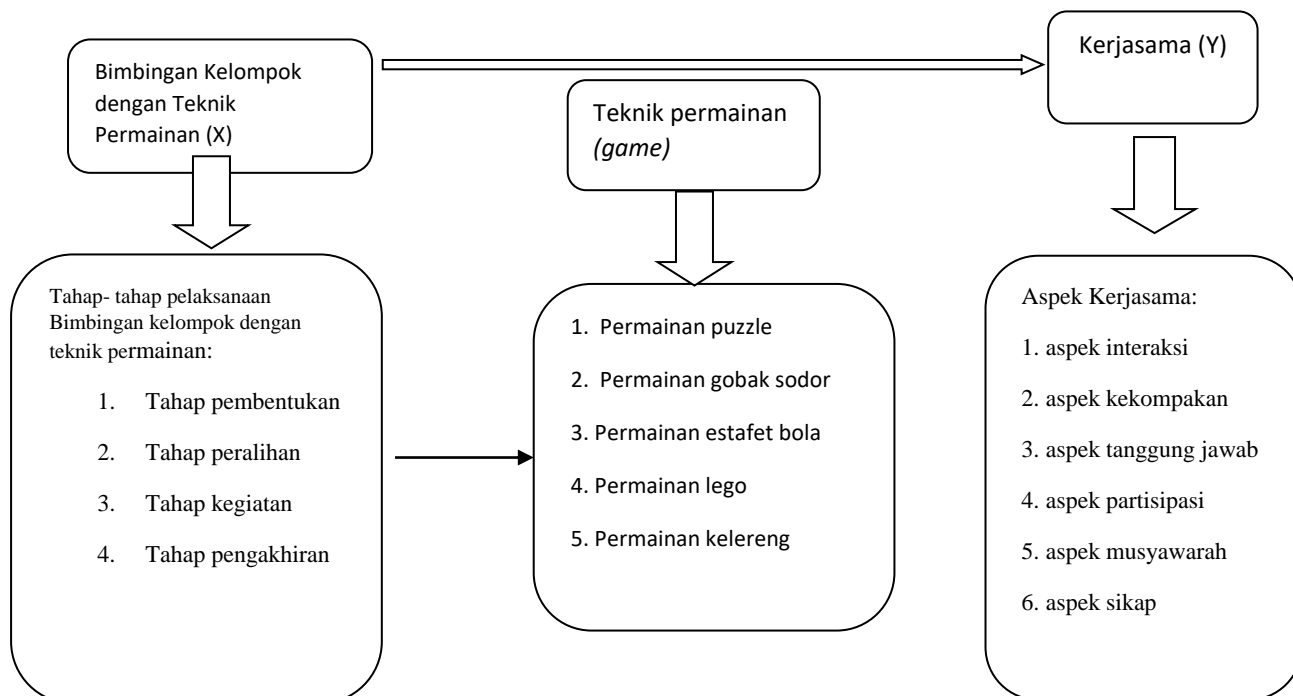 Bimbingan Kelompok
dengan Teknik
Permainan (X)
Teknik permainan
(game)
Kerjasama (Y)
Tahap- tahap pelaksanaan
Bimbingan kelompok dengan
teknik permainan:
1. Tahap pembentukan
2. Tahap peralihan
3. Tahap kegiatan
4. Tahap pengakhiran
1. Permainan puzzle
2. Permainan gobak sodor
3. Permainan estafet bola
4. Permainan lego
5. Permainan kelereng
Aspek Kerjasama:
1. aspek interaksi
2. aspek kekompakan
3. aspek tanggung jawab
4. aspek partisipasi
5. aspek musyawarah
6. aspek sikap